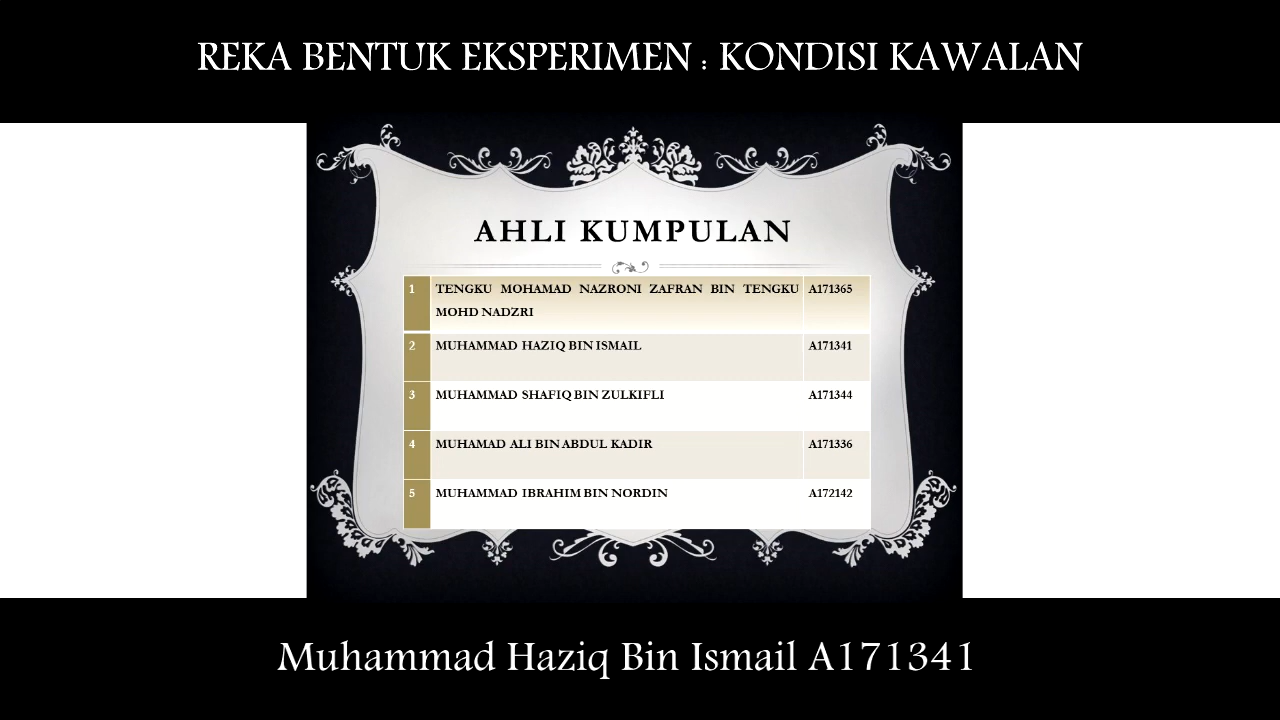 REKA BENTUK EKSPERIMEN : KONDISI KAWALAN
AHLI KUMPULAN
1 TENGKU MOHAMAD NAZRONI ZAFRAN BIN TENGKU A171365
MOHD NADZRI
2 MUHAMMAD HAZIQ BIN ISMAIL A171341
3 MUHAMMAD SHAFIQ BIN ZULKIFLI A171344
4 MUHAMAD ALI BIN ABDUL KADIR A171336
5 MUHAMMAD IBRAHIM BIN NORDIN A172142
Muhammad Haziq Bin Ismail A171341